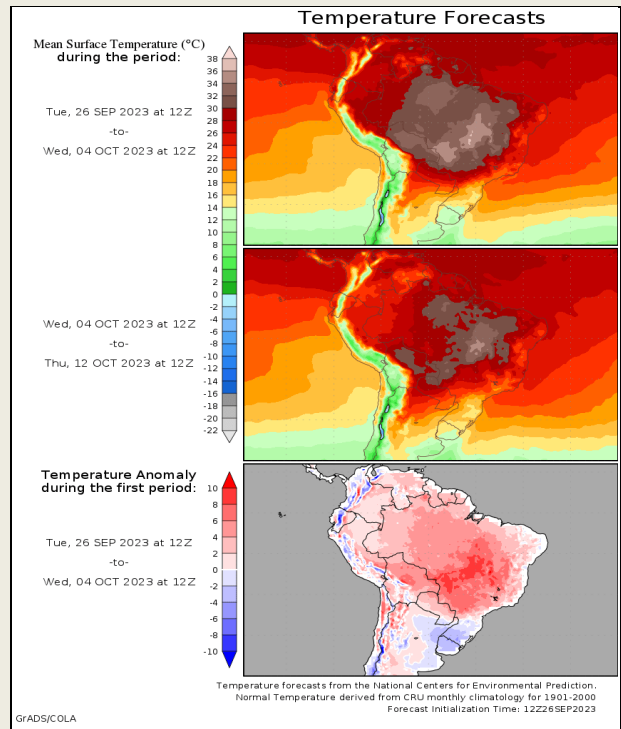 Temperature Forecasts
Mean Surface Temperature (°C)
during the period:
38
36
34
32
30
28
26
24
22
20
18
16
14
12
10
8
6
4
2
0
-2
-4
-6
-8
-10
-12
-14
-16
-18
-20
-22
Tue, 26 SEP 2023 at 12Z
-to-
Wed, 04 OCT 2023 at 12Z
Wed, 04 OCT 2023 at 12Z
-to-
Thu, 12 OCT 2023 at 12Z
Temperature Anomaly
during the first period:
10
8
6
4
2
0
-2
-4
-6
-8
-10
Tue, 26 SEP 2023 at 12Z
-to-
Wed, 04 OCT 2023 at 12Z
Temperature forecasts from the National Centers for Environmental Prediction.
Normal Temperature derived from CRU monthly climatology for 1901-2000
Forecast Initialization Time: 12Z26SEP2023
GrADS/COLA